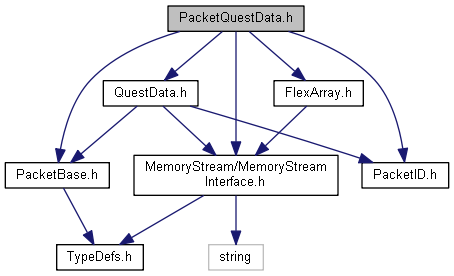 PacketQuestData.h
QuestData.h
FlexArray.h
PacketBase.h
MemoryStream/MemoryStream
Interface.h
PacketID.h
TypeDefs.h
string